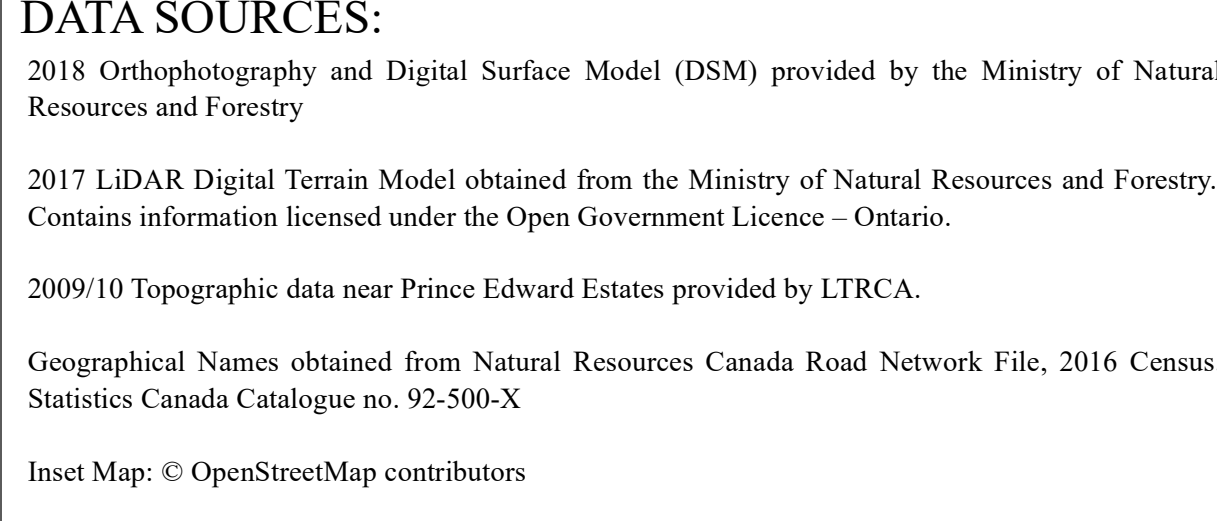 DATA SOURCES:
2018 Orthophotography and Digital Surface Model (DSM) provided by the Ministry of Natural
Resources and Forestry
2017 LiDAR Digital Terrain Model obtained from the Ministry of Natural Resources and Forestry.
Contains information licensed under the Open Government Licence – Ontario.
2009/10 Topographic data near Prince Edward Estates provided by LTRCA.
Geographical Names obtained from Natural Resources Canada Road Network File, 2016 Census.
Statistics Canada Catalogue no. 92-500-X
Inset Map: © OpenStreetMap contributors